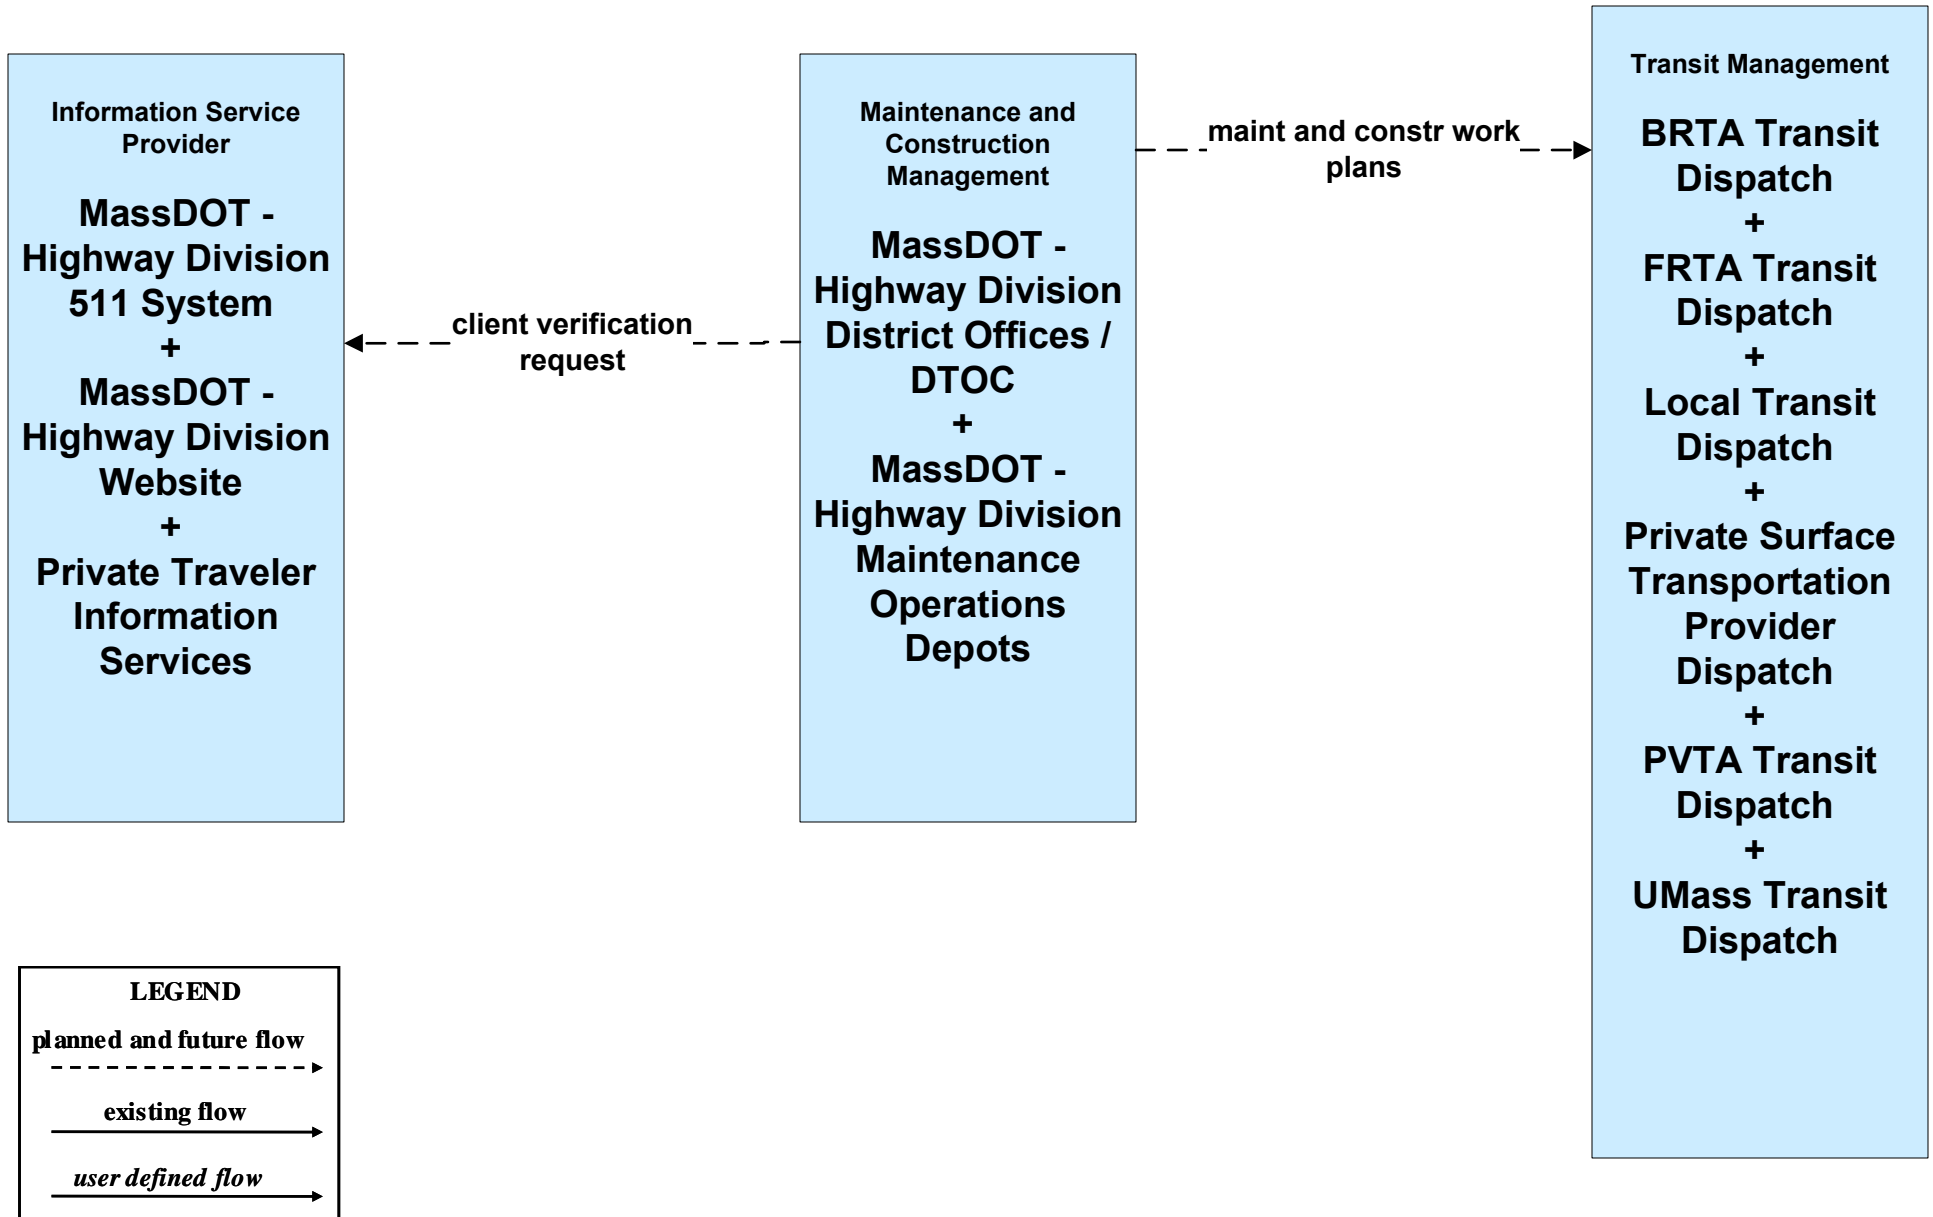 Information Service
Provider
MassDOT -
Highway Division
511 System
+
MassDOT -
Highway Division
Website
+
Private Traveler
Information
Services
client verification
request
Maintenance and
Construction
Management
MassDOT -
Highway Division
District Offices /
DTOC
+
MassDOT -
Highway Division
Maintenance
Operations
Depots
maint and constr work
plans
Transit Management
BRTA Transit
Dispatch
+
FRTA Transit
Dispatch
+
Local Transit
Dispatch
+
Private Surface
Transportation
Provider
Dispatch
+
PVTA Transit
Dispatch
+
UMass Transit
Dispatch
LEGEND
planned and future flow
existing flow
user defined flow